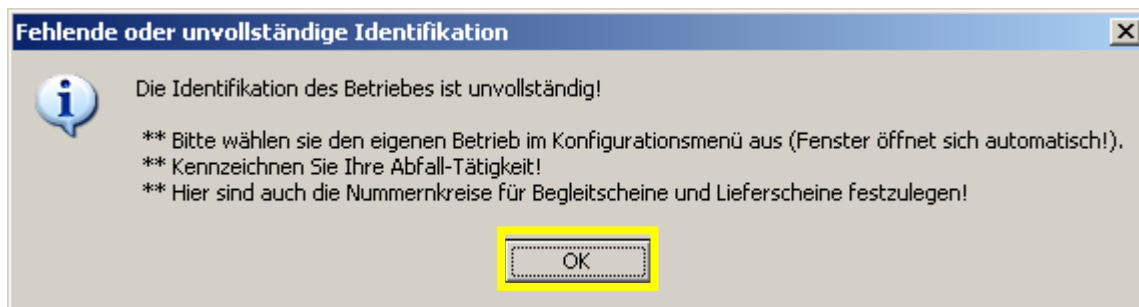 Fehlende oder unvollständige Identifikation
Die Identifikation des Betriebes ist unvollständig!
** Bitte wählen sie den eigenen Betrieb im Konfigurationsmenü aus (Fenster öffnet sich automatisch!).
** Kennzeichnen Sie Ihre Abfall-Tätigkeit!
** Hier sind auch die Nummernkreise für Begleitscheine und Lieferscheine festzulegen!
OK